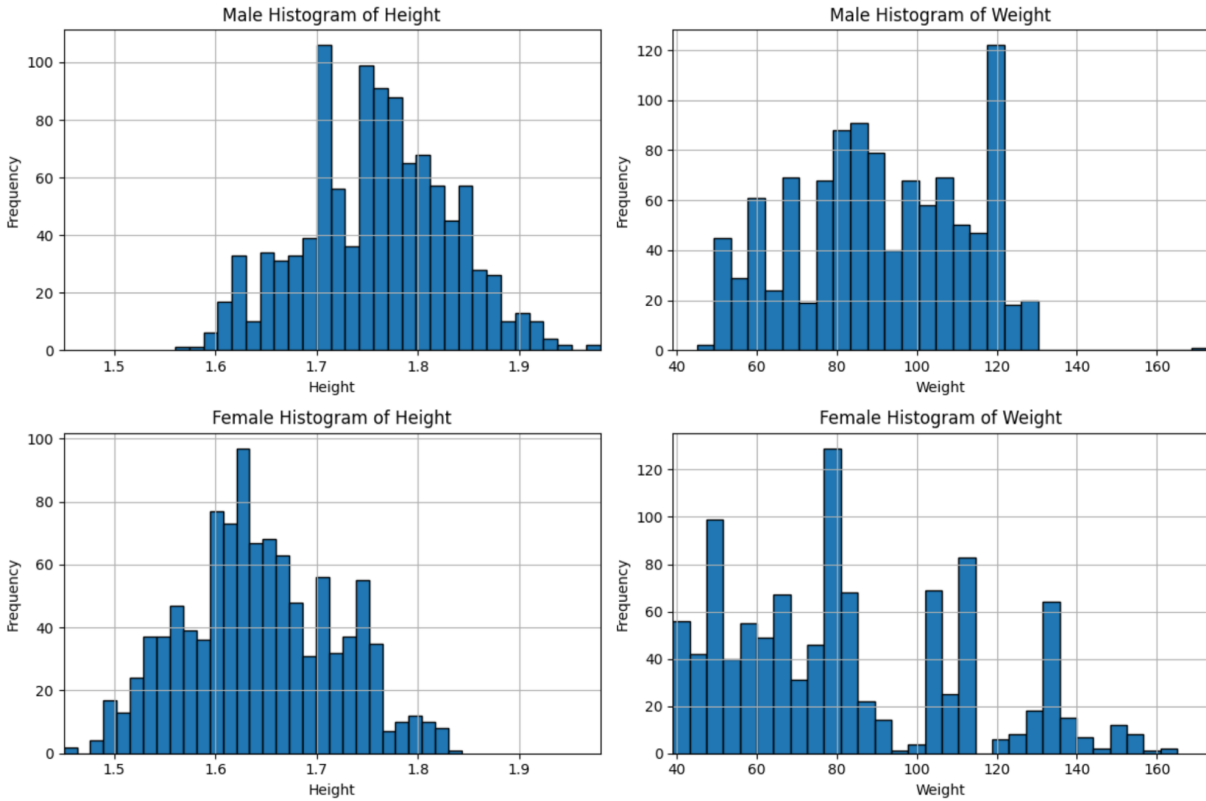 Male Histogram of Height
Frequency
100
80
60
40
20
0
1.5 1.6 1.7 1.8 1.9
Height
Male Histogram of Weight
Frequency
120
100
80
60
40
20
0
40 60 80 100 120 140 160
Weight
Female Histogram of Height
Frequency
100
80
60
40
20
0
1.5 1.6 1.7 1.8 1.9
Height
Female Histogram of Weight
Frequency
120
100
80
60
40
20
0
40 60 80 100 120 140 160
Weight